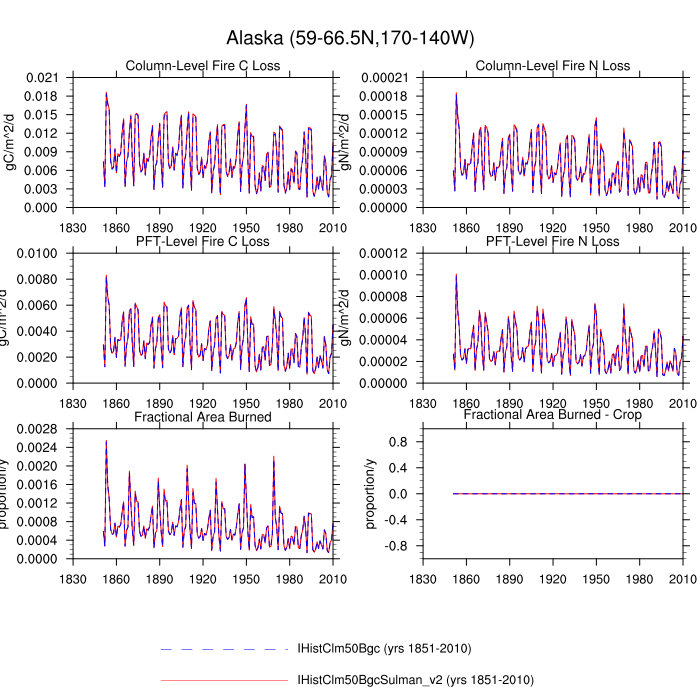 Alaska (59-66.5N,170-140W)
Column-Level Fire C Loss
gC/m^2/d
0.021
0.018
0.015
0.012
0.009
0.006
0.003
0.000
1830 1860 1890 1920 1950 1980 2010
Column-Level Fire N Loss
gN/m^2/d
0.00021
0.00018
0.00015
0.00012
0.00009
0.00006
0.00003
0.00000
1830 1860 1890 1920 1950 1980 2010
PFT-Level Fire C Loss
gC/m^2/d
0.0100
0.0080
0.0060
0.0040
0.0020
0.0000
1830 1860 1890 1920 1950 1980 2010
PFT-Level Fire N Loss
gN/m^2/d
0.00012
0.00010
0.00008
0.00006
0.00004
0.00002
0.00000
1830 1860 1890 1920 1950 1980 2010
Fractional Area Burned
proportion/y
0.0028
0.0024
0.0020
0.0016
0.0012
0.0008
0.0004
0.0000
1830 1860 1890 1920 1950 1980 2010
Fractional Area Burned - Crop
proportion/y
0.8
0.4
0.0
-0.4
-0.8
1830 1860 1890 1920 1950 1980 2010
IHistClm50Bgc (yrs 1851-2010)
IHistClm50BgcSulman_v2 (yrs 1851-2010)